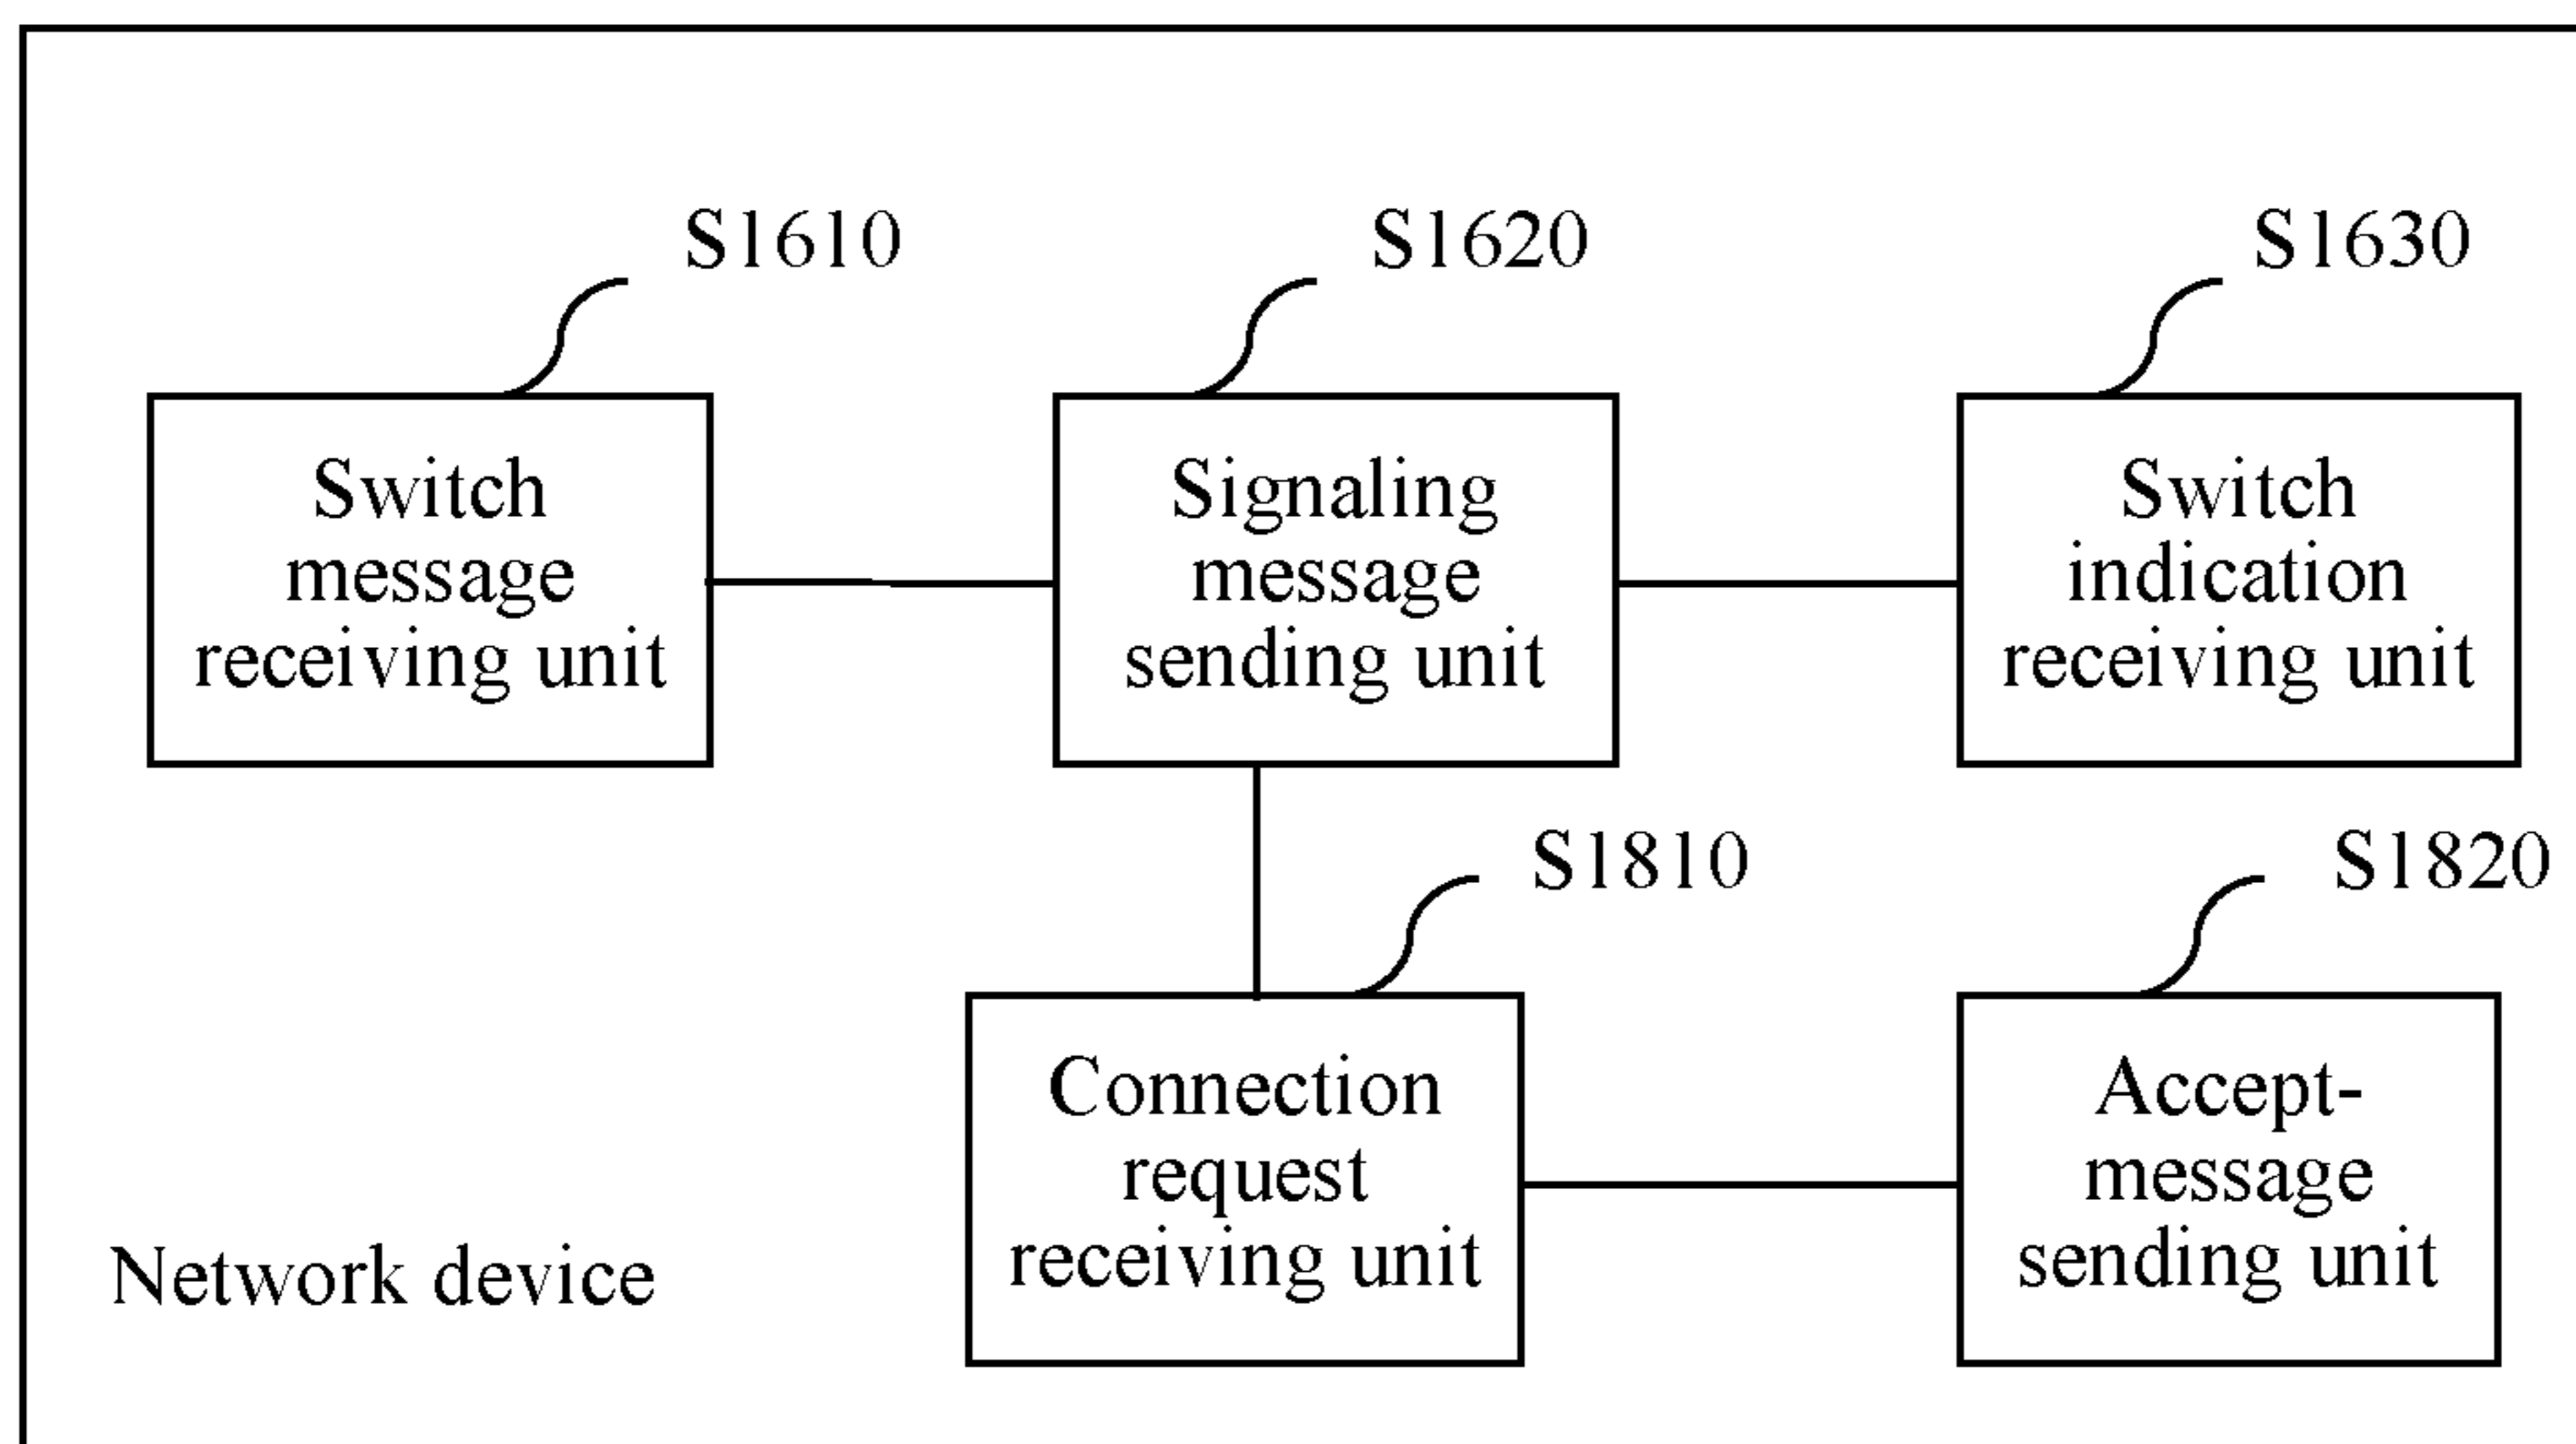 S1610
S1620
S1630
Switch
message
receiving unit
Signaling
message
sending unit
Switch
indication
receiving unit
S1810
S1820
Connection
request
receiving unit
Accept-
message
sending unit
Network device